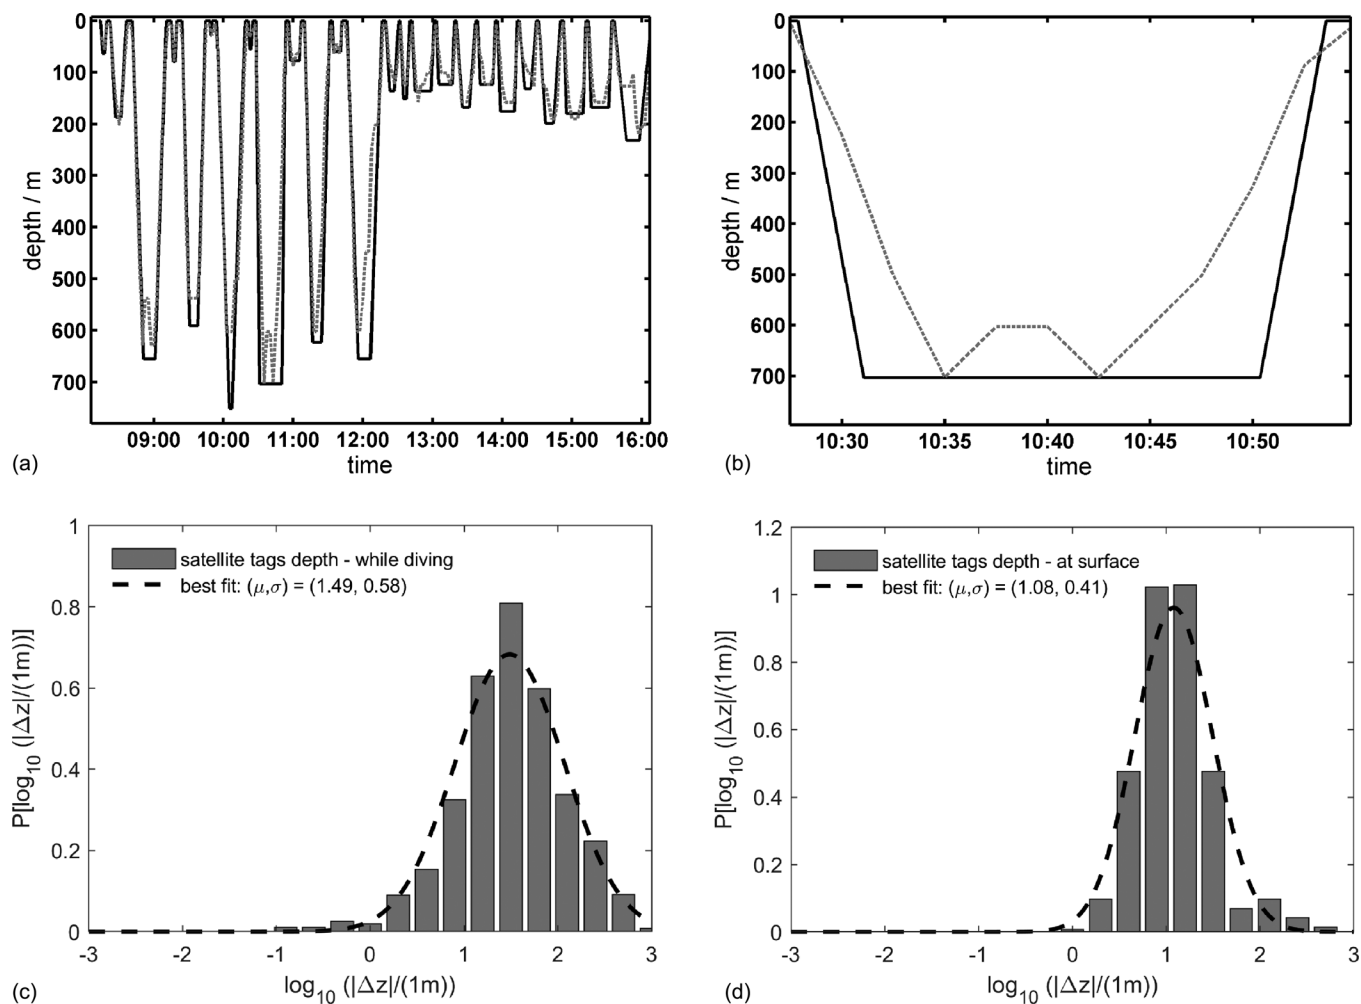 0
100
200
300
400
500
600
700
depth / m
09:00 10:00 11:00 12:00 13:00 14:00 15:00 16:00
time
(a)
0
100
200
300
400
500
600
700
depth / m
10:30 10:35 10:40 10:45 10:50
time
(b)
1
0.8
0.6
0.4
0.2
0
P[log10 (|Δz|/(1m))]
satellite tags depth - while diving
best fit: (μ,σ) = (1.49, 0.58)
-3 -2 -1 0 1 2 3
log10 (|Δz|/(1m))
(c)
1.2
1
0.8
0.6
0.4
0.2
0
P[log10 (|Δz|/(1m))]
satellite tags depth - at surface
best fit: (μ,σ) = (1.08, 0.41)
-3 -2 -1 0 1 2 3
log10 (|Δz|/(1m))
(d)